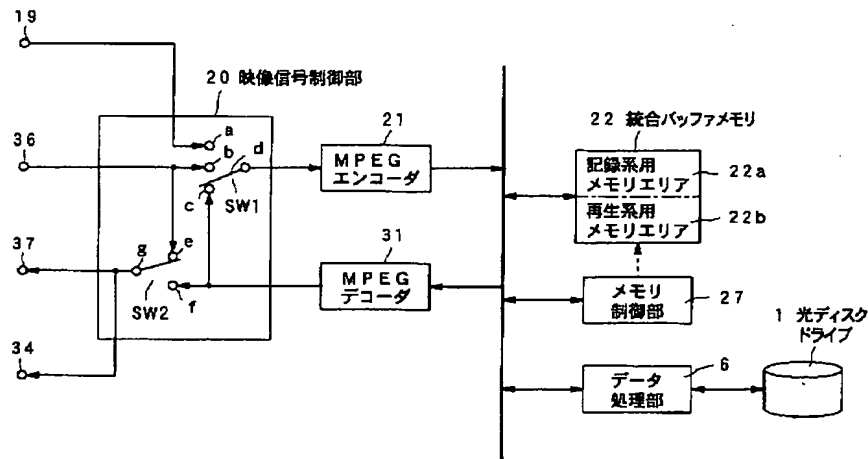 19
20 映像信号制御部
36
a
b
d
c
SW1
21
MPEG
エンコーダ
22 統合バッファメモリ
記録系用
メモリエリア
22a
再生系用
メモリエリア
22b
37
g
e
SW2
f
31
MPEG
デコーダ
メモリ
制御部
27
34
6
データ
処理部
1 光ディスク
ドライブ